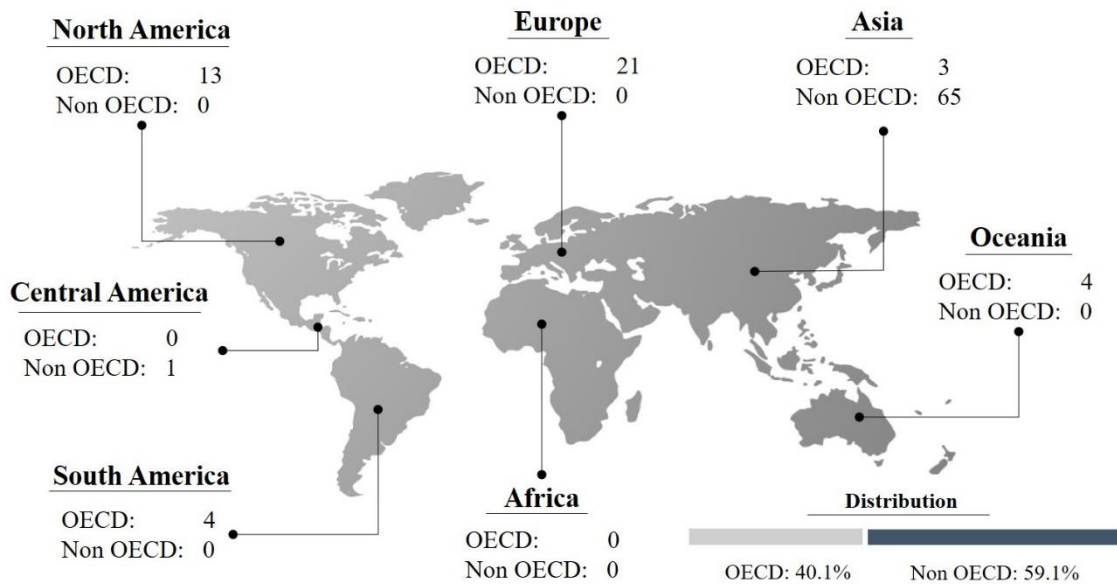 North America
OECD: 13
Non OECD: 0
Europe
OECD: 21
Non OECD: 0
Asia
OECD: 3
Non OECD: 65
Oceania
OECD: 4
Non OECD: 0
Central America
OECD: 0
Non OECD: 1
South America
OECD: 4
Non OECD: 0
Africa
OECD: 0
Non OECD: 0
Distribution
OECD: 40.1%
Non OECD: 59.1%